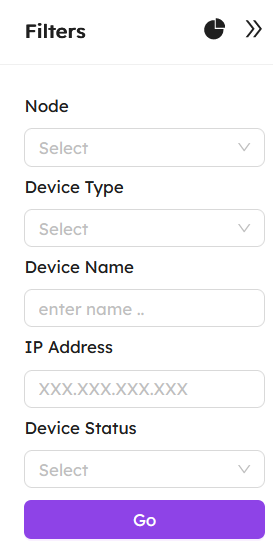 Filters
Node
Select
Device Type
Select
Device Name
enter name ..
IP Address
XXX.XXX.XXX.XXX
Device Status
Select
Go